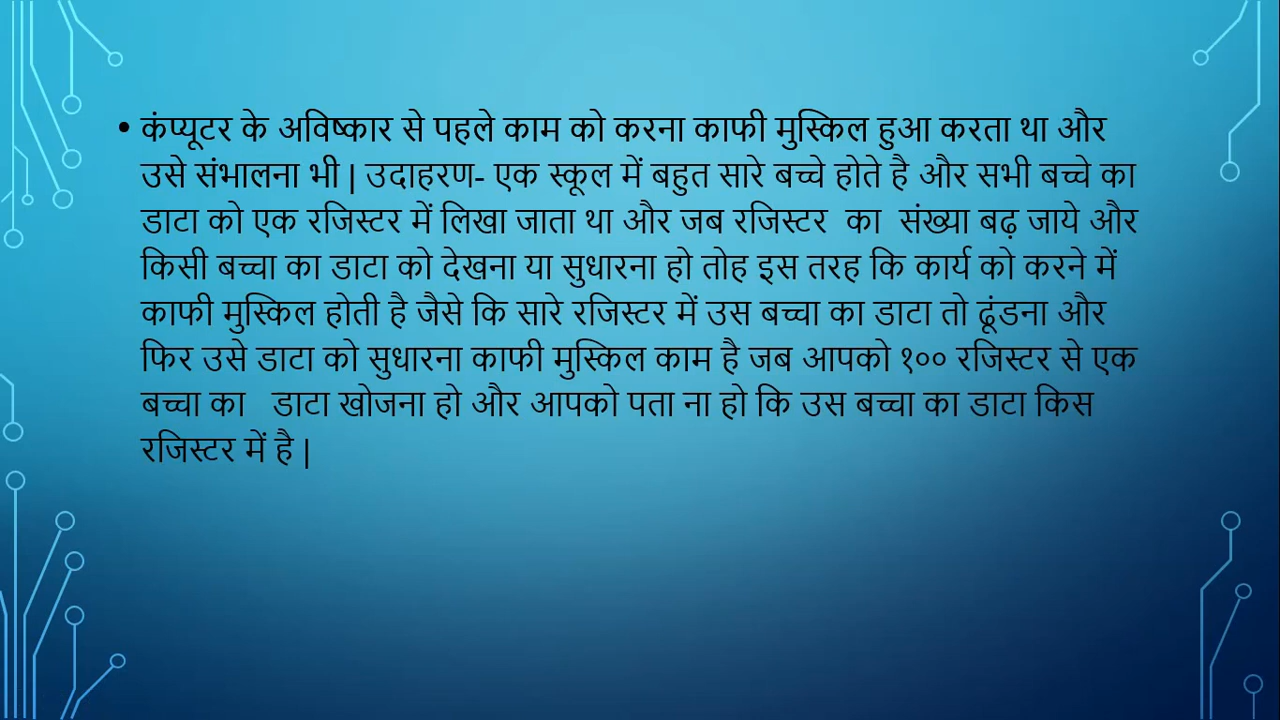 • कंप्यूटर के अविष्कार से पहले काम को करना काफी मुस्किल हुआ करता था और
उसे संभालना भी | उदाहरण- एक स्कूल में बहुत सारे बच्चे होते है और सभी बच्चे का
डाटा को एक रजिस्टर में लिखा जाता था और जब रजिस्टर का संख्या बढ़ जाये और
किसी बच्चा का डाटा को देखना या सुधारना हो तोह इस तरह कि कार्य को करने में
काफी मुस्किल होती है जैसे कि सारे रजिस्टर में उस बच्चा का डाटा तो ढूंडना और
फिर उसे डाटा को सुधारना काफी मुस्किल काम है जब आपको १०० रजिस्टर से एक
बच्चा का डाटा खोजना हो और आपको पता ना हो कि उस बच्चा का डाटा किस
रजिस्टर में है |